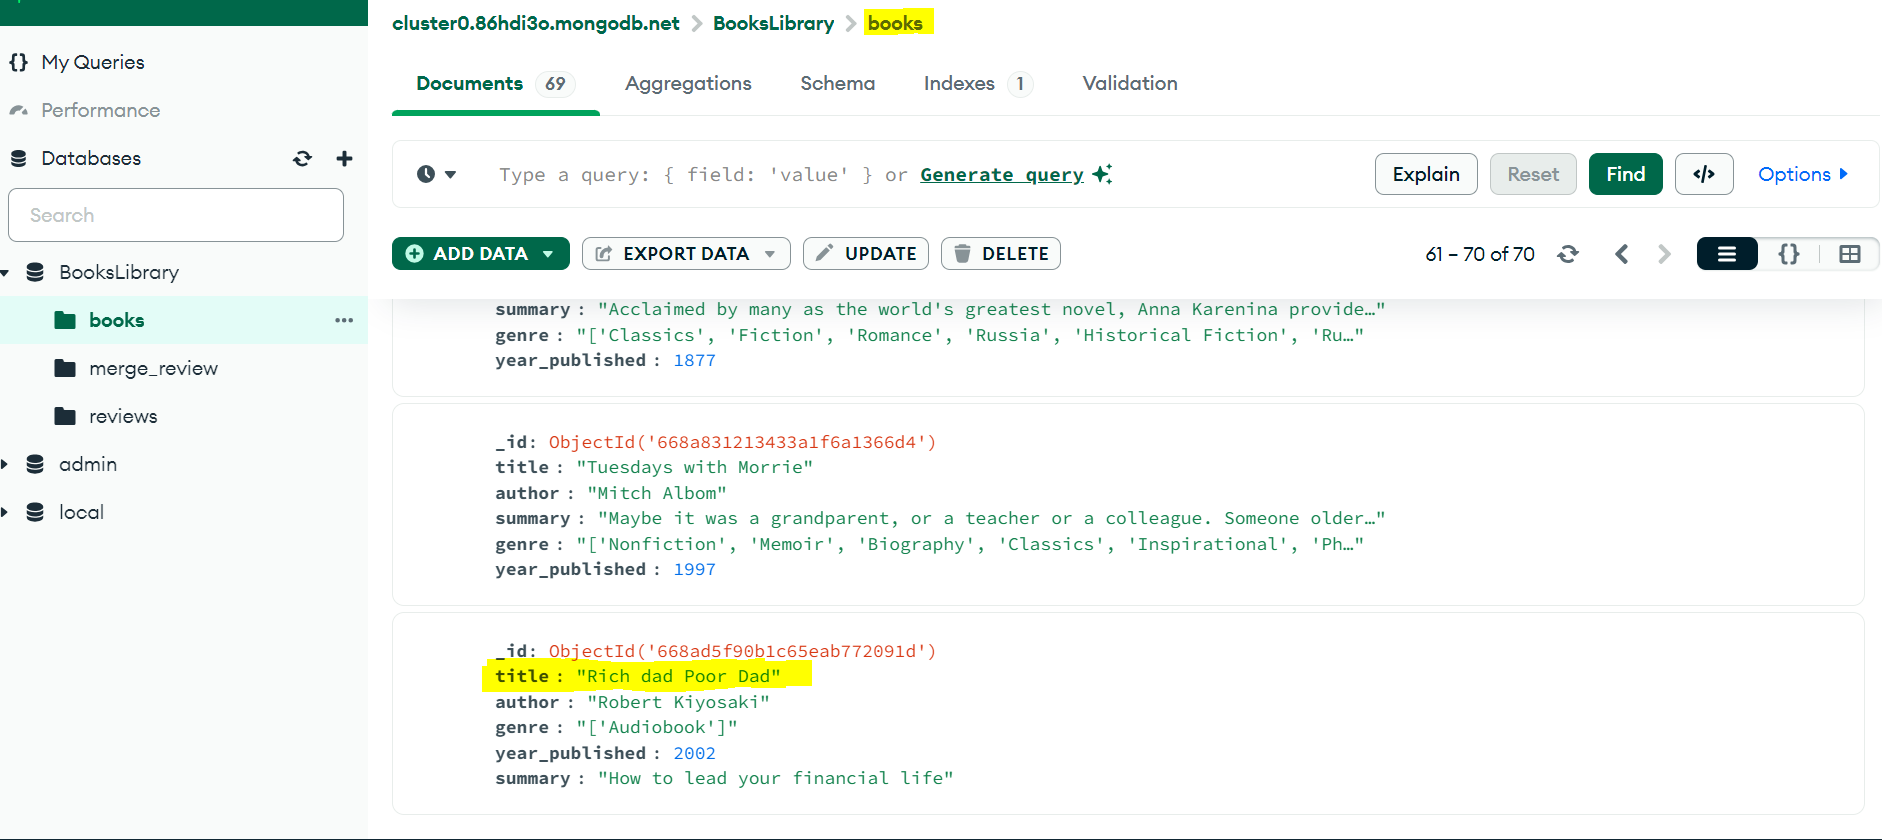 cluster0.86hdi3o.mongodb.net > BooksLibrary > books
My Queries
Performance
Databases
Search
BooksLibrary
books
merge_review
reviews
admin
local
Documents 69 Aggregations Schema Indexes 1 Validation
Type a query: { field: 'value' } or Generate query
Explain Reset Find </> Options
ADD DATA EXPORT DATA UPDATE DELETE 61 – 70 of 70 {}
summary : "Acclaimed by many as the world's greatest novel, Anna Karenina provide…"
genre : "['Classics', 'Fiction', 'Romance', 'Russia', 'Historical Fiction', 'Ru…"
year_published : 1877
_id: ObjectId('668a831213433a1f6a1366d4')
title : "Tuesdays with Morrie"
author : "Mitch Albom"
summary : "Maybe it was a grandparent, or a teacher or a colleague. Someone older…"
genre : "['Nonfiction', 'Memoir', 'Biography', 'Classics', 'Inspirational', 'Ph…"
year_published : 1997
_id: ObjectId('668ad5f90b1c65eab772091d')
title : "Rich dad Poor Dad"
author : "Robert Kiyosaki"
genre : "['Audiobook']"
year_published : 2002
summary : "How to lead your financial life"